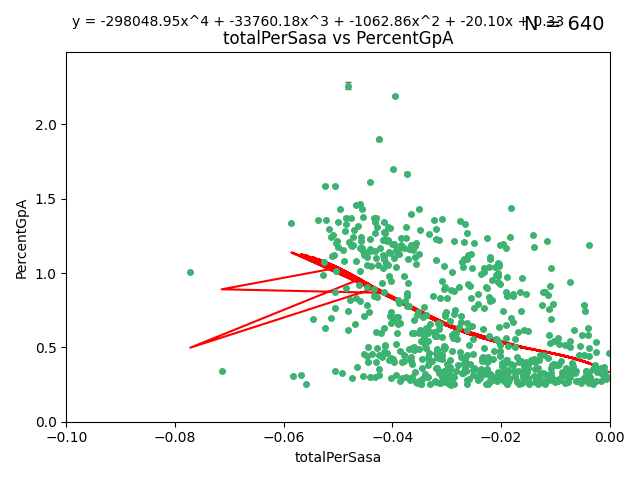 y = -298048.95x^4 + -33760.18x^3 + -1062.86x^2 + -20.10x + 0.33
N = 640
totalPerSasa vs PercentGpA
PercentGpA
2.0
1.5
1.0
0.5
0.0
−0.10 −0.08 −0.06 −0.04 −0.02 0.00
totalPerSasa